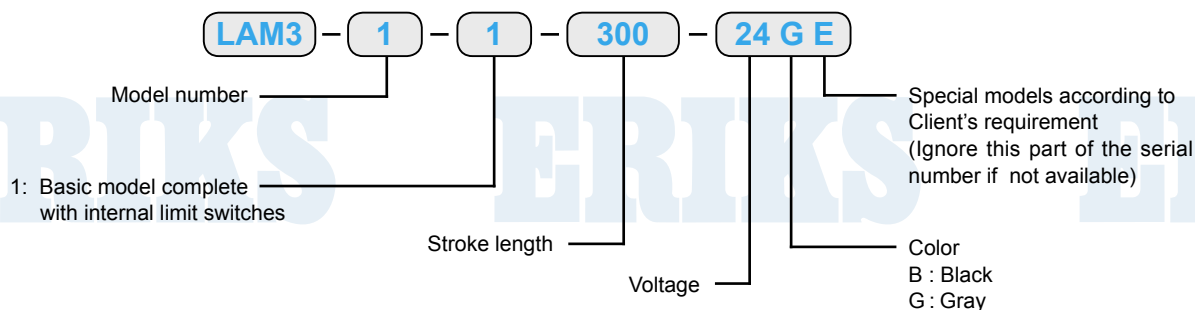 LAM3 – 1 – 1 – 300 – 24 G E
Model number
1: Basic model complete
with internal limit switches
Stroke length
Voltage
Special models according to
Client's requirement
(Ignore this part of the serial
number if not available)
Color
B : Black
G : Gray
ERIKS
ERIKS
E